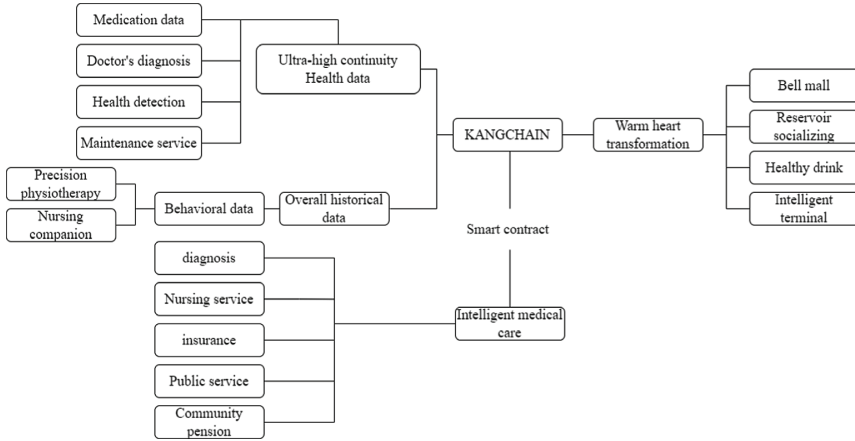 Medication data
Doctor's diagnosis
Health detection
Maintenance service
Ultra-high continuity
Health data
Precision
physiotherapy
Nursing
companion
Behavioral data
Overall historical
data
KANGCHAIN
Warm heart
transformation
Bell mall
Reservoir
socializing
Healthy drink
Intelligent
terminal
Smart contract
diagnosis
Nursing service
insurance
Public service
Community
pension
Intelligent medical
care